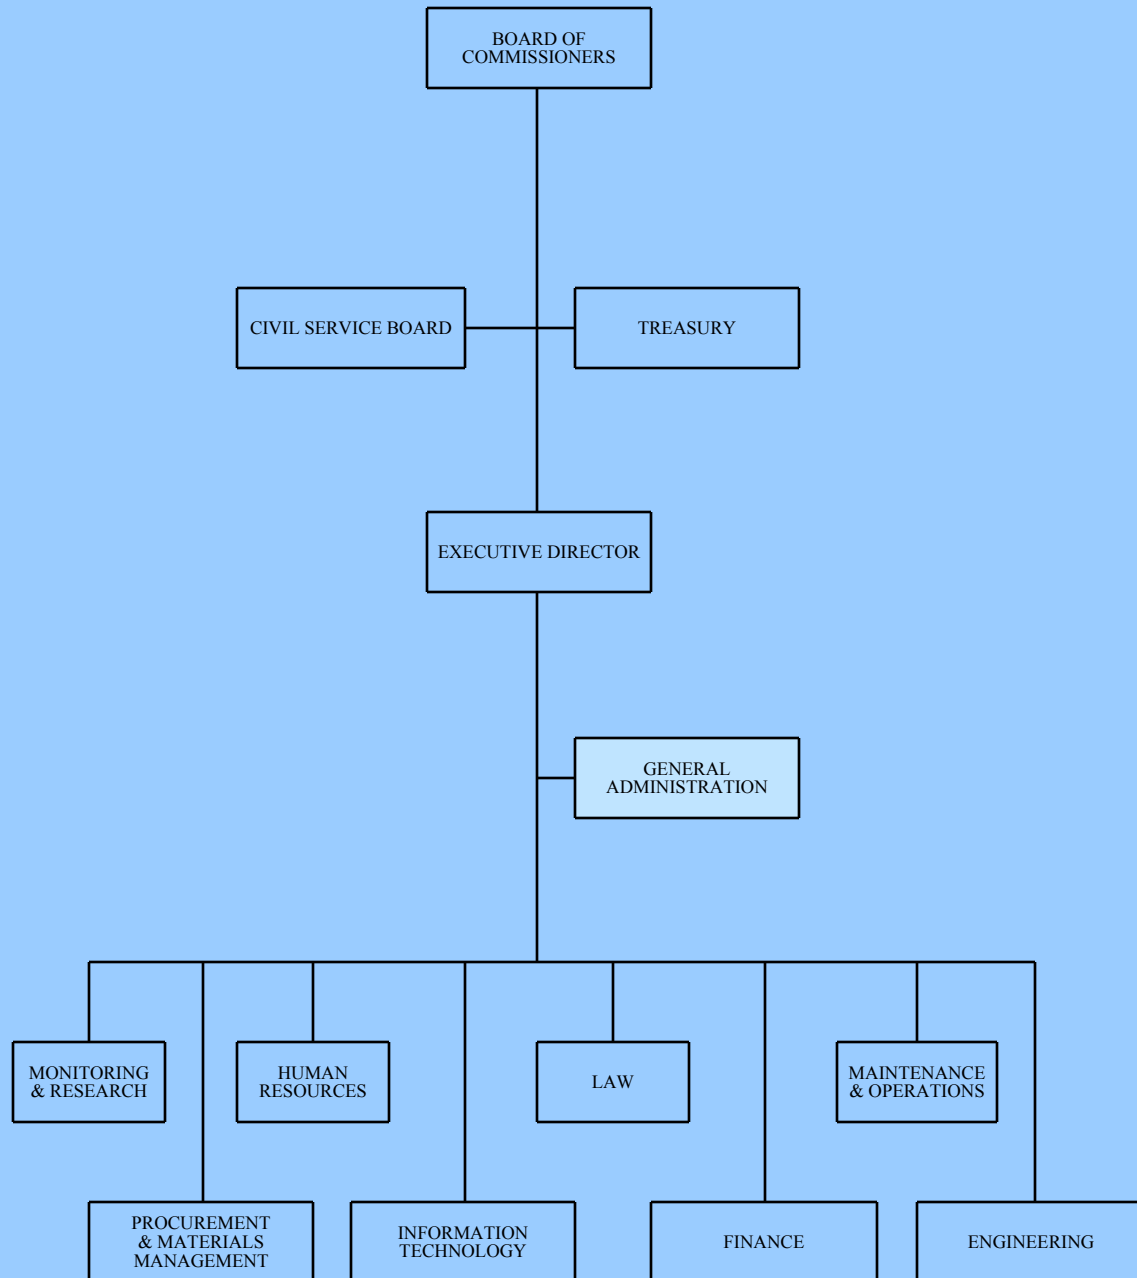 BOARD OF
COMMISSIONERS
CIVIL SERVICE BOARD
TREASURY
EXECUTIVE DIRECTOR
GENERAL
ADMINISTRATION
MONITORING
& RESEARCH
HUMAN
RESOURCES
LAW
MAINTENANCE
& OPERATIONS
PROCUREMENT
& MATERIALS
MANAGEMENT
INFORMATION
TECHNOLOGY
FINANCE
ENGINEERING